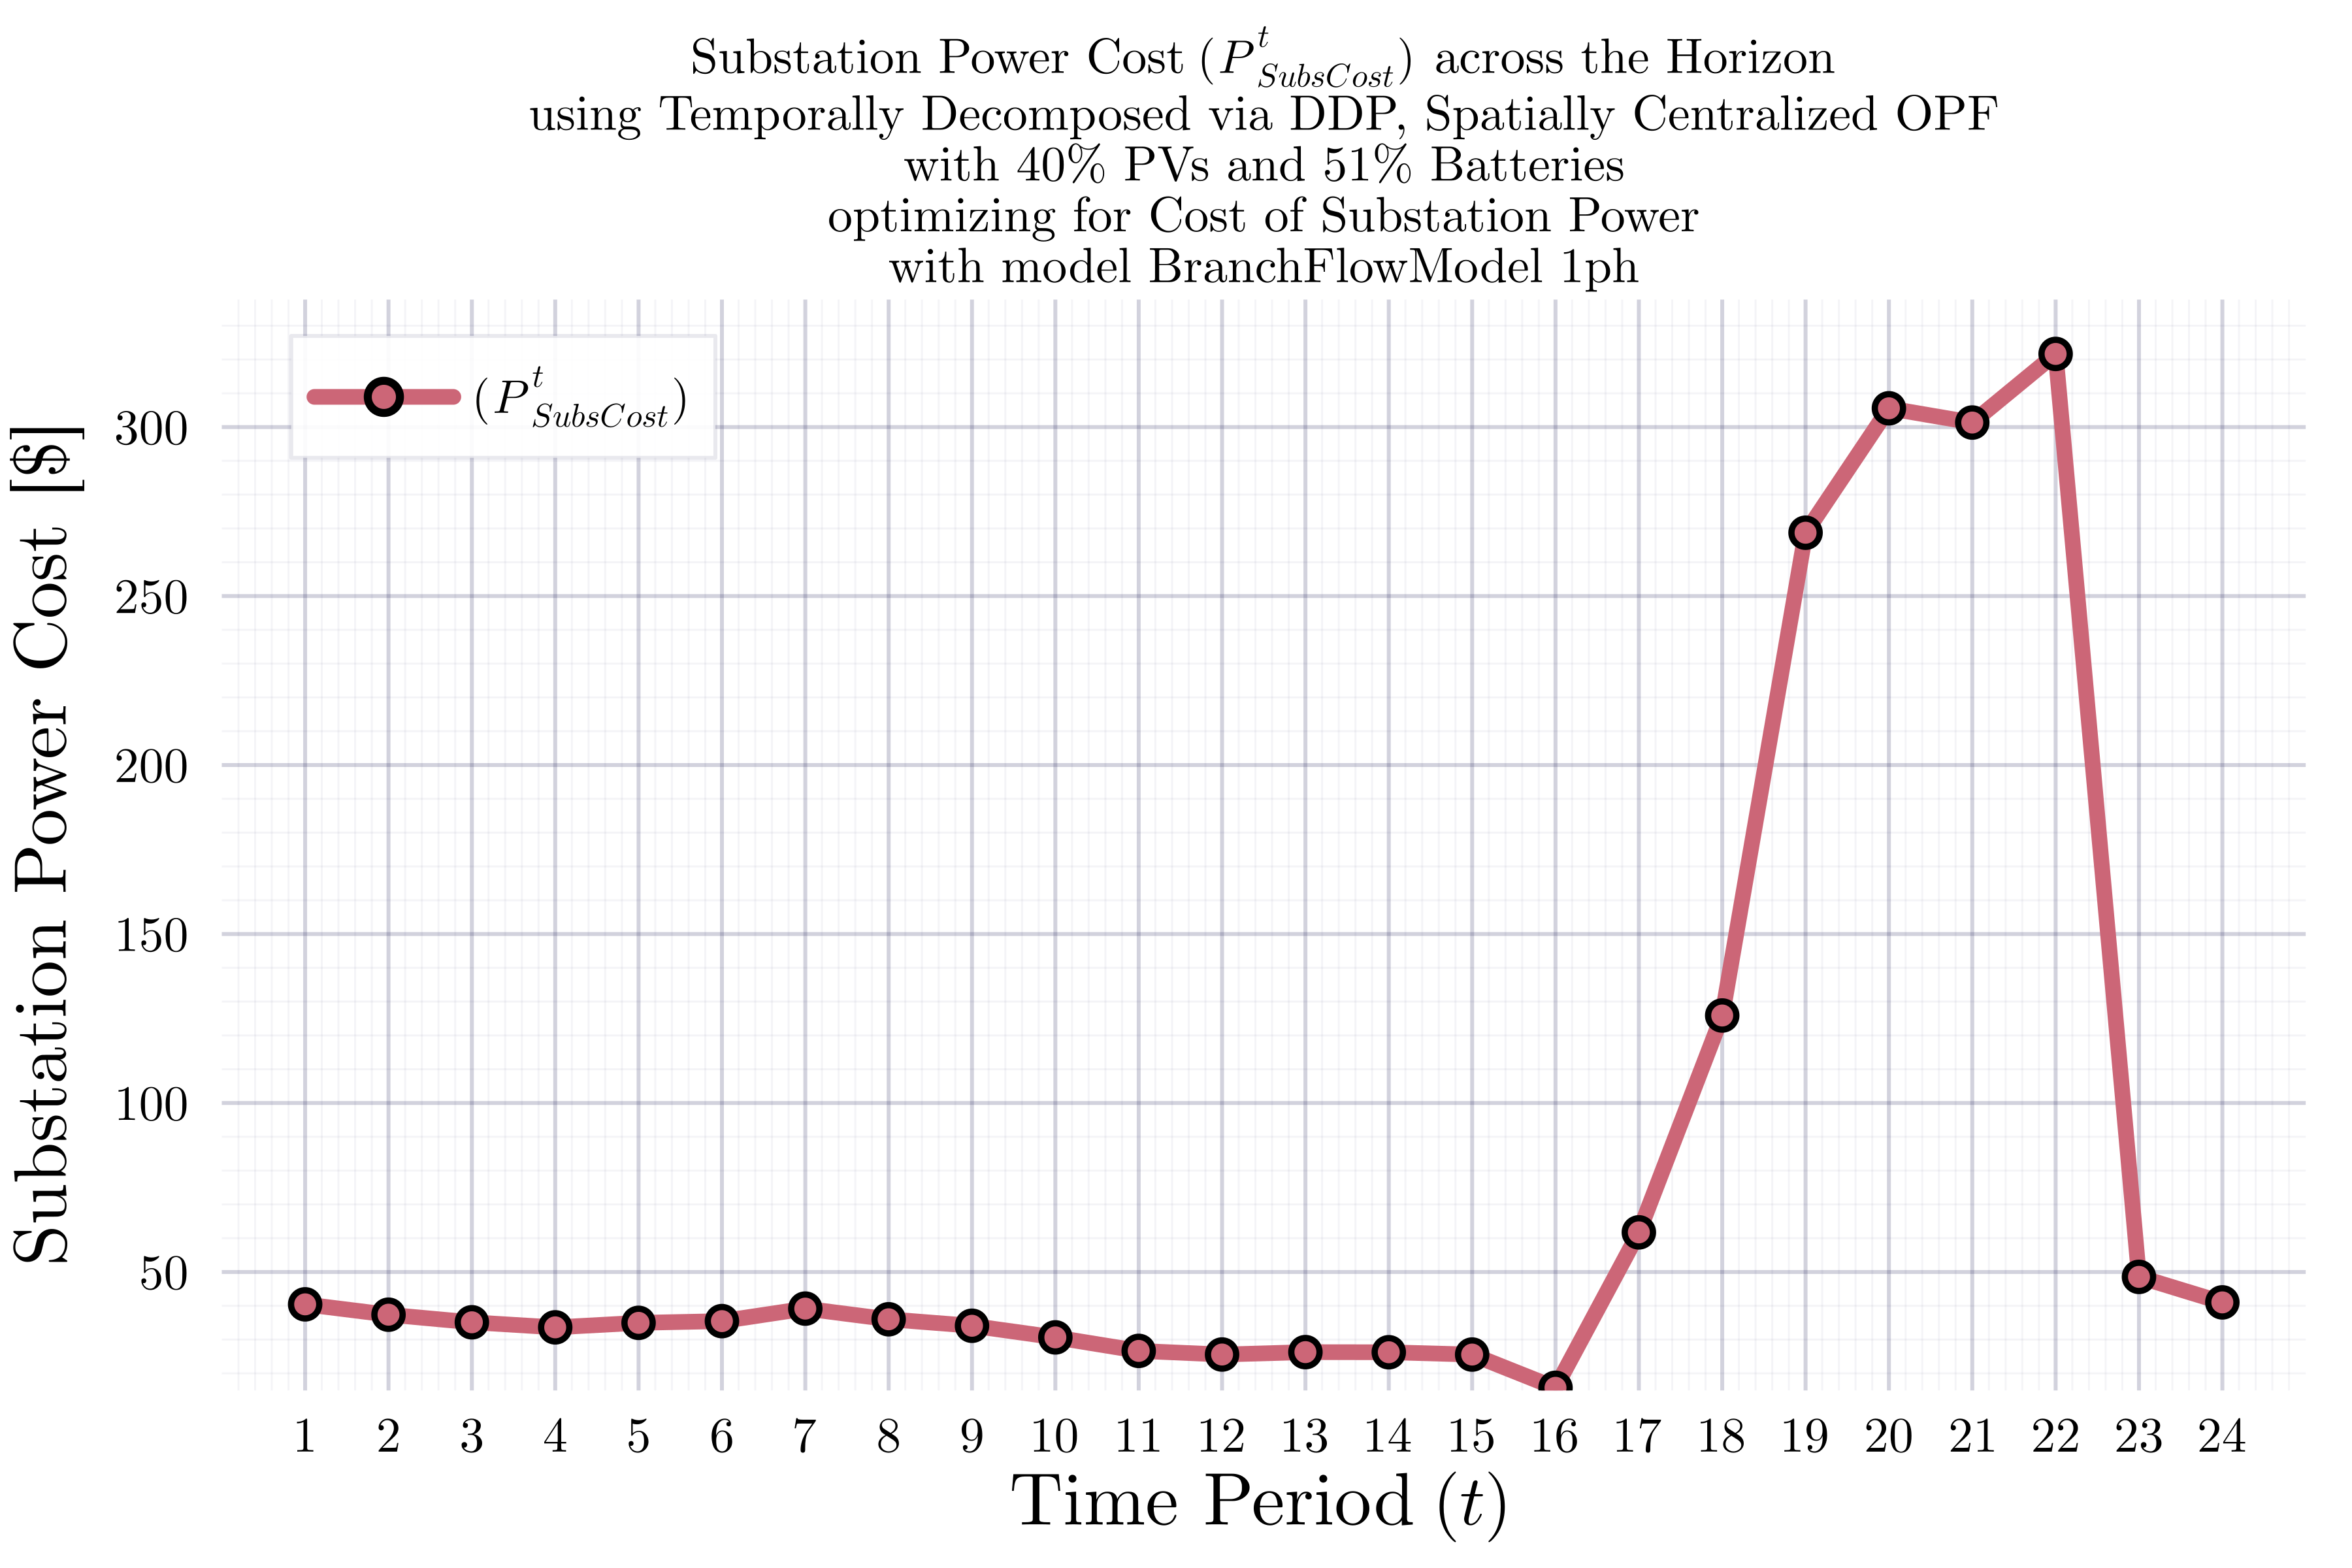 Substation Power Cost (P^t_SubsCost) across the Horizon
using Temporally Decomposed via DDP, Spatially Centralized OPF
with 40% PVs and 51% Batteries
optimizing for Cost of Substation Power
with model BranchFlowModel 1ph
(P^t_SubsCost)
Substation Power Cost [$]
300
250
200
150
100
50
1 2 3 4 5 6 7 8 9 10 11 12 13 14 15 16 17 18 19 20 21 22 23 24
Time Period (t)